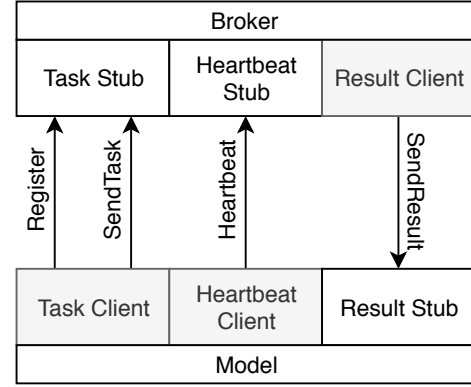 Broker
Task Stub
Heartbeat
Stub
Result Client
Register
SendTask
Heartbeat
SendResult
Task Client
Heartbeat
Client
Result Stub
Model